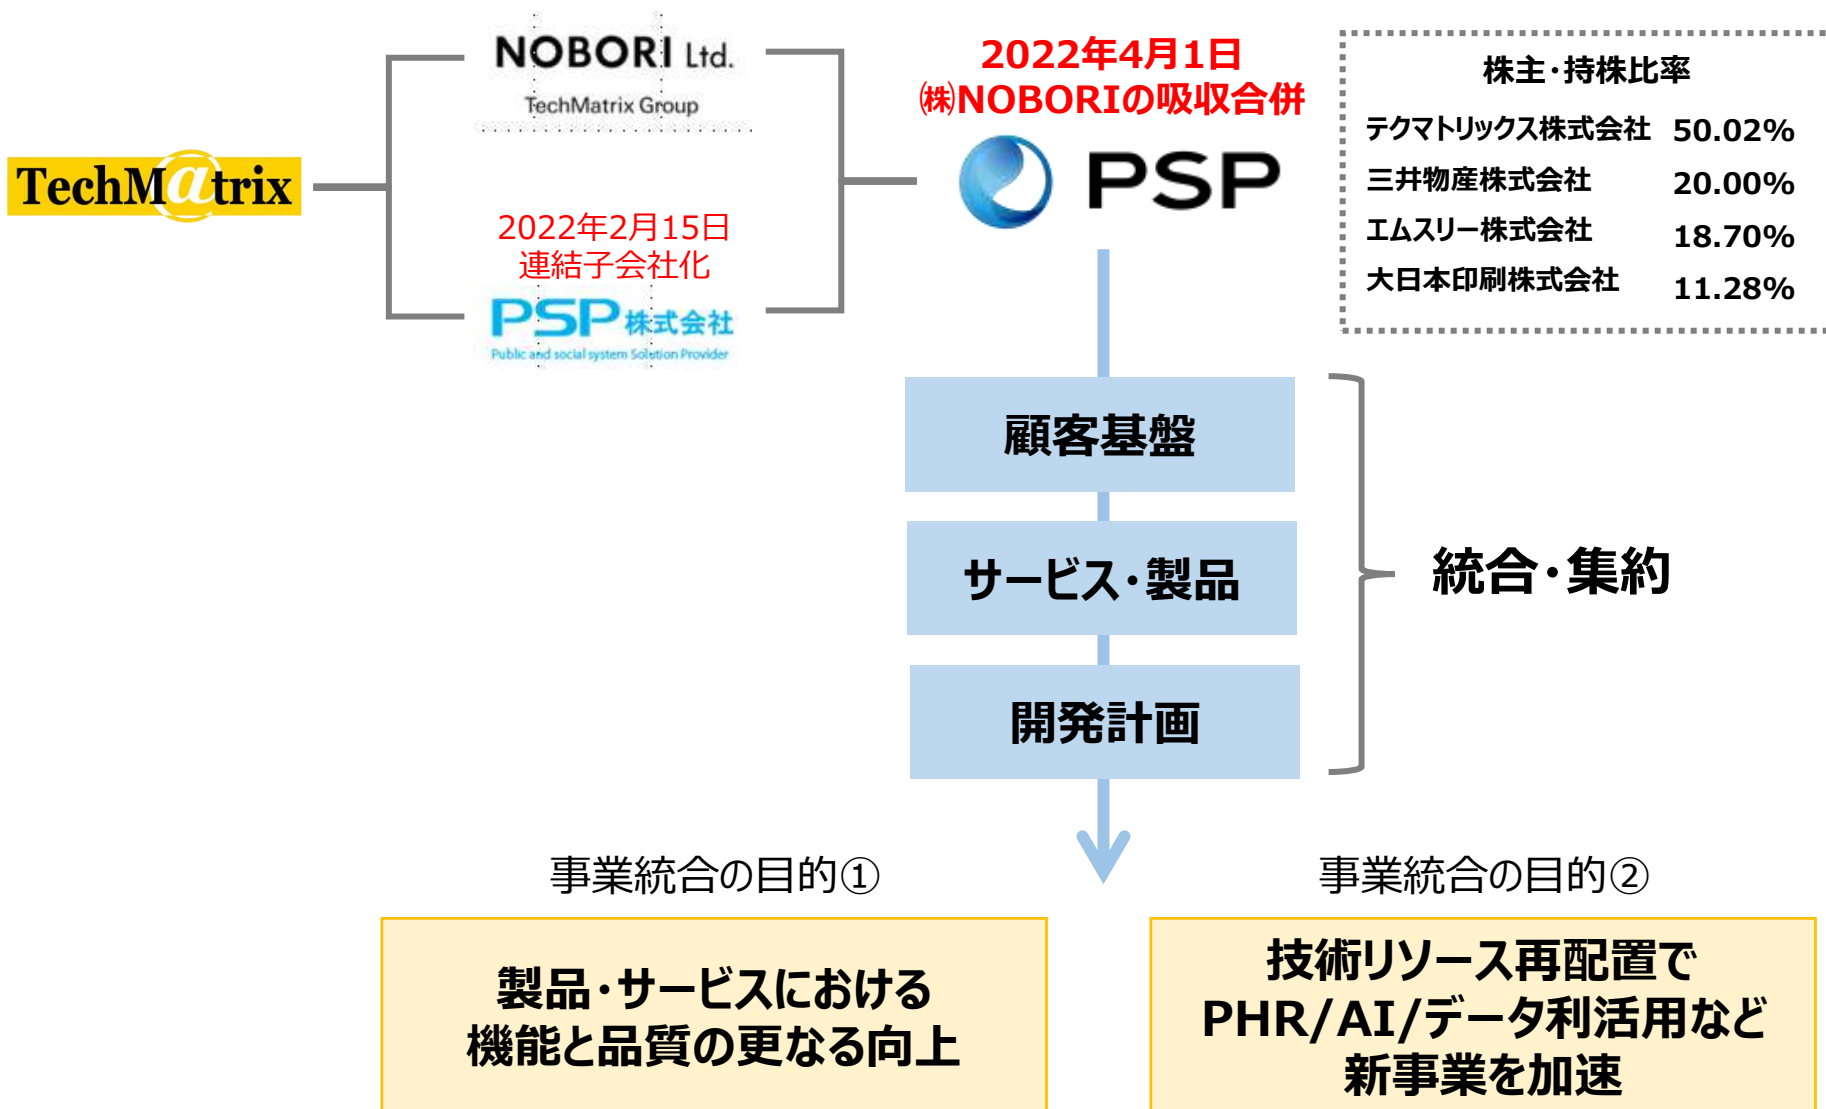 TechM@trix
NOBORI Ltd.
TechMatrix Group
2022年2月15日
連結子会社化
PSP株式会社
Public and social system Solution Provider
2022年4月1日
㈱NOBORIの吸収合併
PSP
株主・持株比率
テクマトリックス株式会社 50.02%
三井物産株式会社 20.00%
エムスリー株式会社 18.70%
大日本印刷株式会社 11.28%
顧客基盤
サービス・製品
開発計画
統合・集約
事業統合の目的①
製品・サービスにおける
機能と品質の更なる向上
事業統合の目的②
技術リソース再配置で
PHR/AI/データ利活用など
新事業を加速